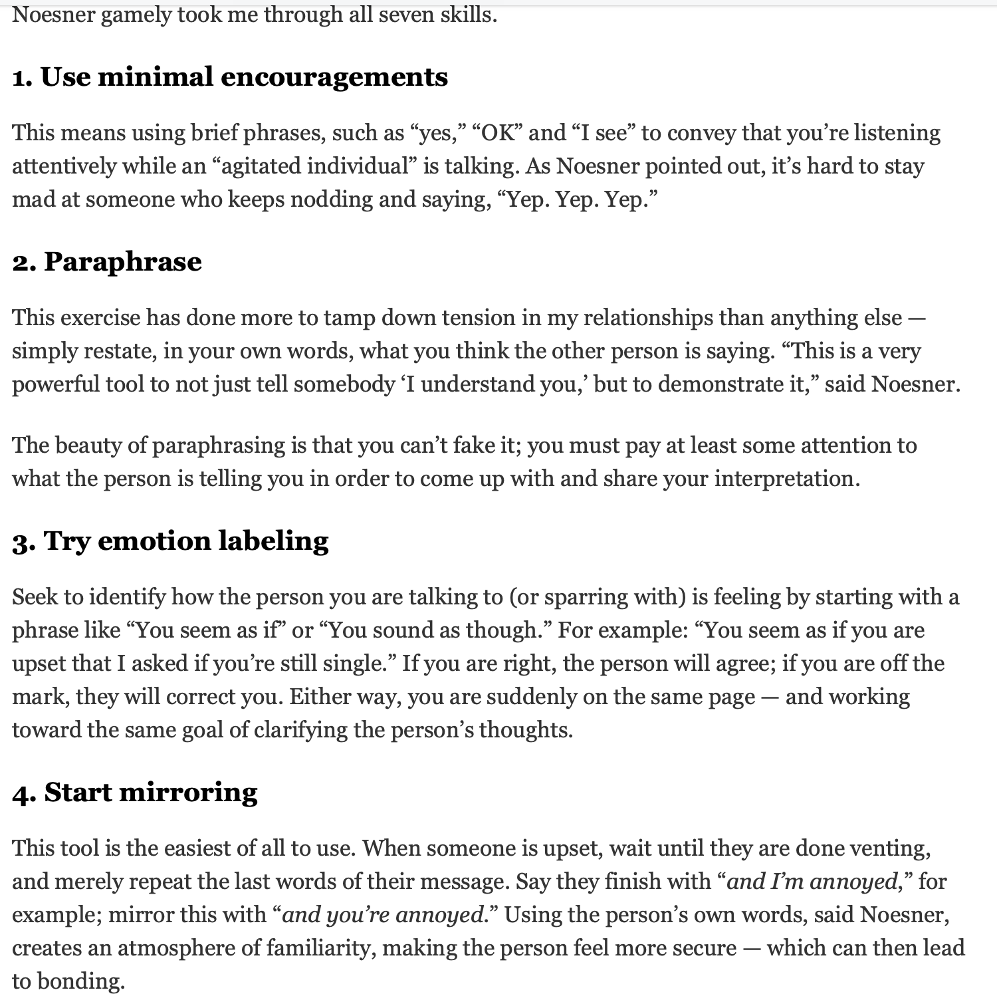 Noesner gamely took me through all seven skills.
1. Use minimal encouragements
This means using brief phrases, such as “yes,” “OK” and “I see” to convey that you’re listening
attentively while an “agitated individual” is talking. As Noesner pointed out, it’s hard to stay
mad at someone who keeps nodding and saying, “Yep. Yep. Yep.”
2. Paraphrase
This exercise has done more to tamp down tension in my relationships than anything else —
simply restate, in your own words, what you think the other person is saying. “This is a very
powerful tool to not just tell somebody ‘I understand you,’ but to demonstrate it,” said Noesner.
The beauty of paraphrasing is that you can’t fake it; you must pay at least some attention to
what the person is telling you in order to come up with and share your interpretation.
3. Try emotion labeling
Seek to identify how the person you are talking to (or sparring with) is feeling by starting with a
phrase like “You seem as if” or “You sound as though.” For example: “You seem as if you are
upset that I asked if you’re still single.” If you are right, the person will agree; if you are off the
mark, they will correct you. Either way, you are suddenly on the same page — and working
toward the same goal of clarifying the person’s thoughts.
4. Start mirroring
This tool is the easiest of all to use. When someone is upset, wait until they are done venting,
and merely repeat the last words of their message. Say they finish with “and I’m annoyed,” for
example; mirror this with “and you’re annoyed.” Using the person’s own words, said Noesner,
creates an atmosphere of familiarity, making the person feel more secure — which can then lead
to bonding.